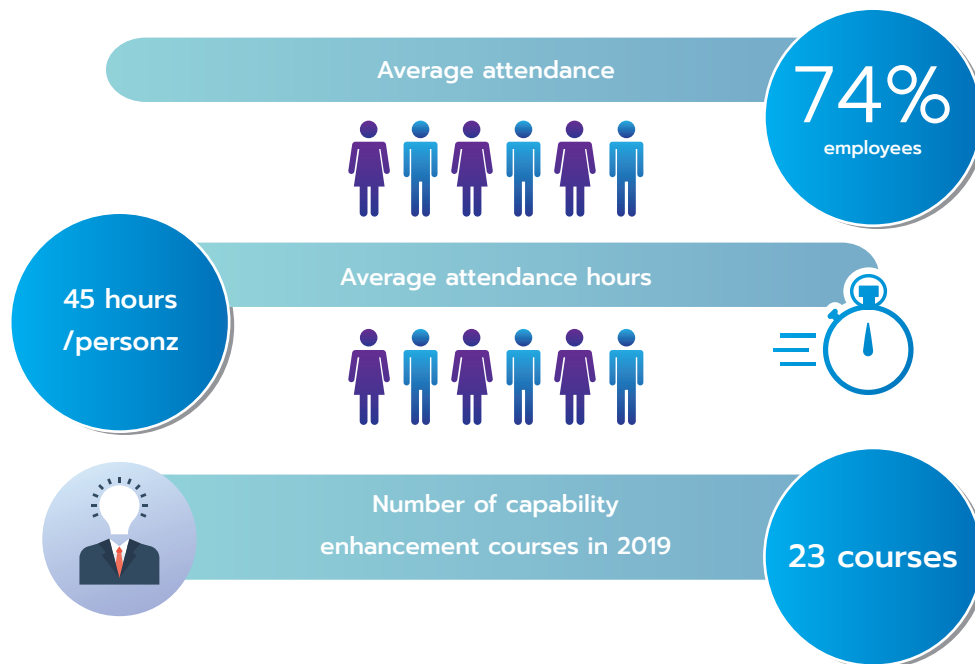 Average attendance
74%
employees
45 hours
/personz
Average attendance hours
Number of capability
enhancement courses in 2019
23 courses